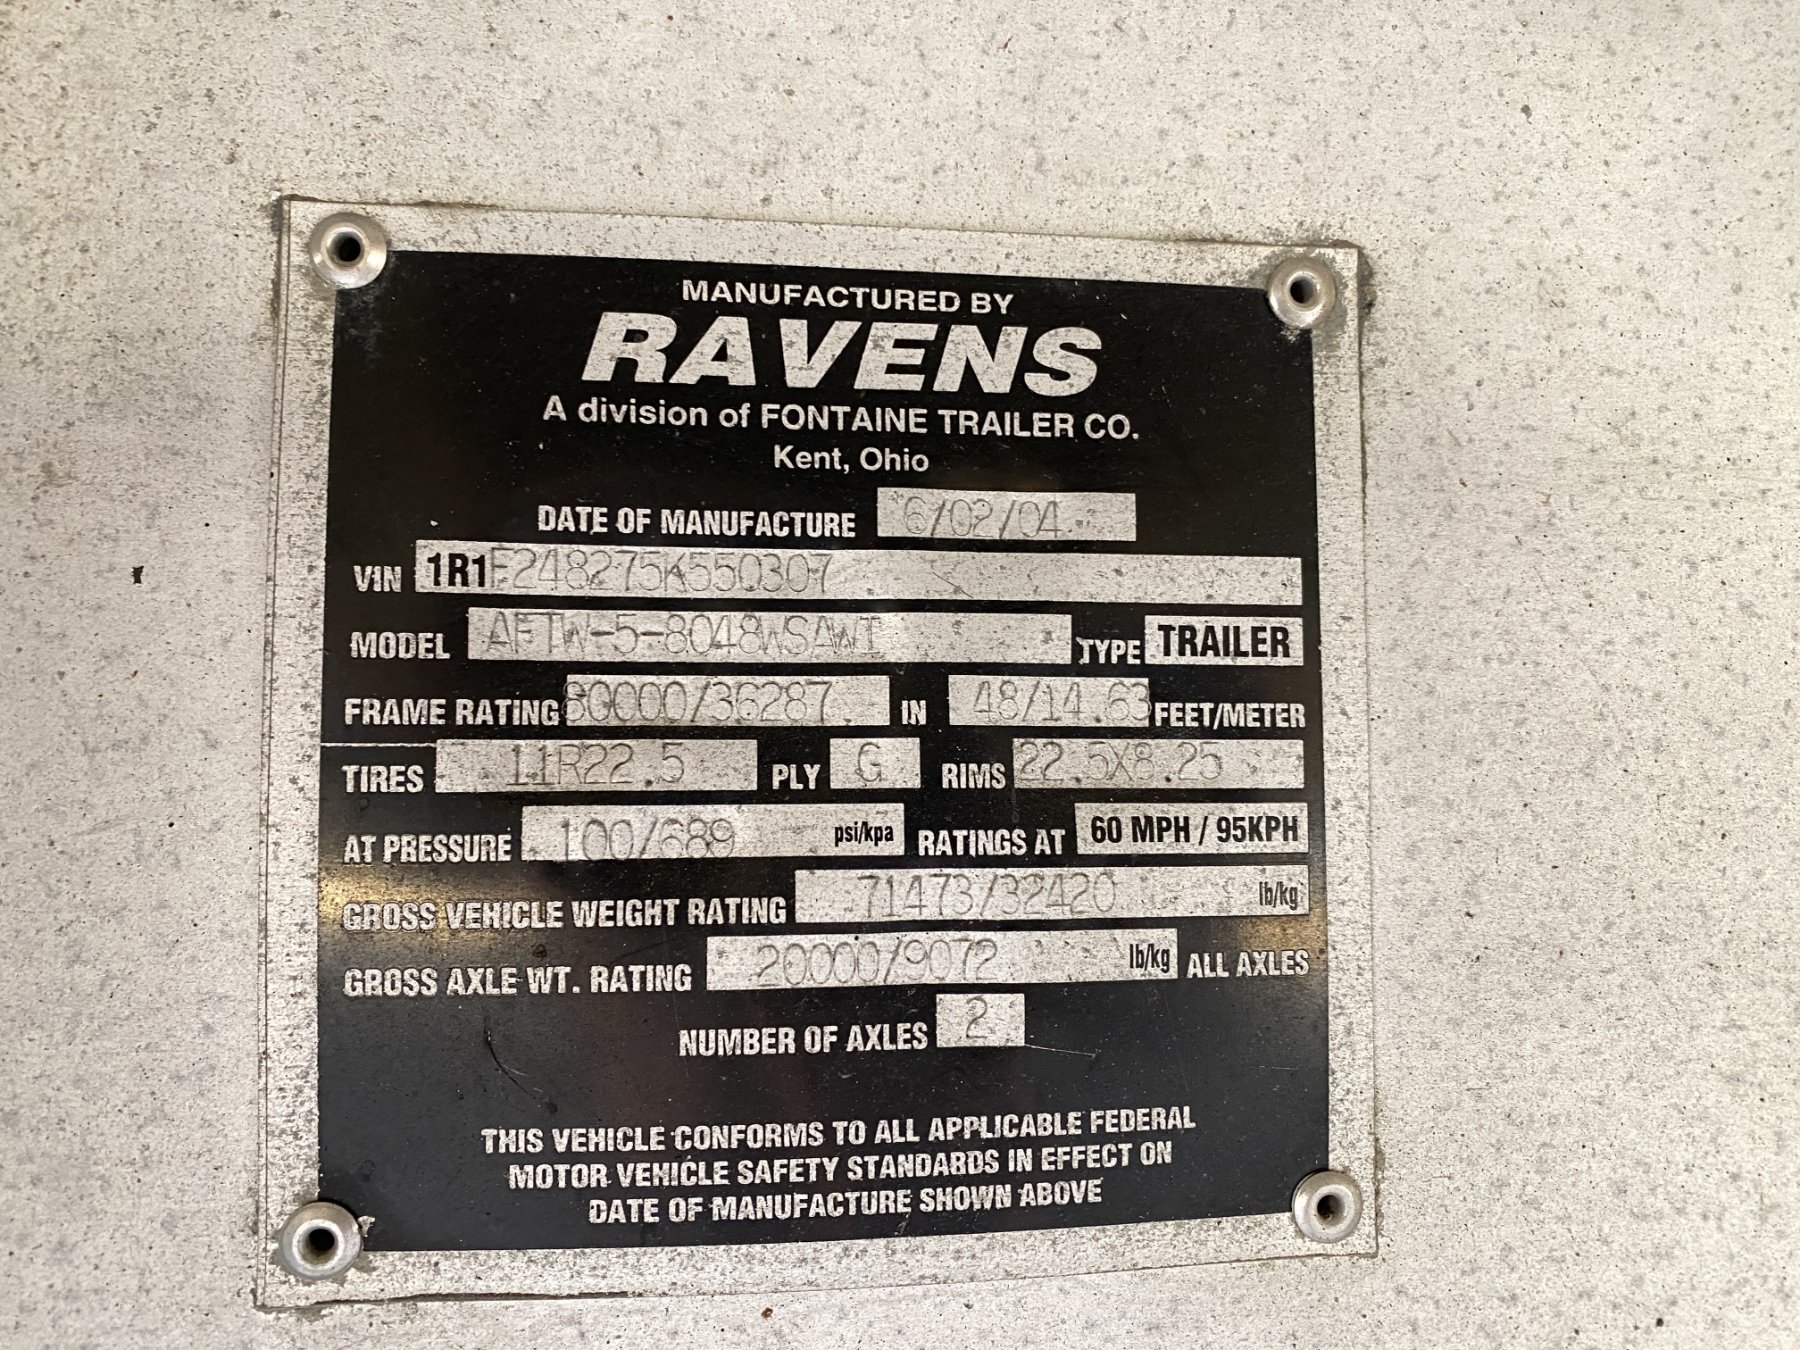 MANUFACTURED BY
RAVENS
A division of FONTAINE TRAILER CO.
Kent, Ohio
DATE OF MANUFACTURE 6/02/04
VIN 1R1F248275K550307
MODEL AFTW-5-8048WSAWI TYPE TRAILER
FRAME RATING 80000/36287 IN 48/14.63 FEET/METER
TIRES 11R22.5 PLY G RIMS 22.5X8.25
AT PRESSURE 100/689 psi/kpa RATINGS AT 60 MPH / 95KPH
GROSS VEHICLE WEIGHT RATING 71473/32420 lb/kg
GROSS AXLE WT. RATING 20000/9072 lb/kg ALL AXLES
NUMBER OF AXLES 2
THIS VEHICLE CONFORMS TO ALL APPLICABLE FEDERAL
MOTOR VEHICLE SAFETY STANDARDS IN EFFECT ON
DATE OF MANUFACTURE SHOWN ABOVE